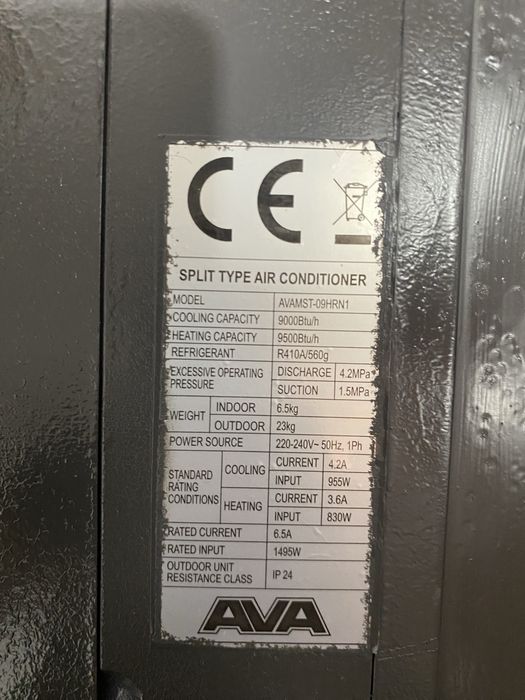 CE
SPLIT TYPE AIR CONDITIONER
MODEL AVAMST-09HRN1
COOLING CAPACITY 9000Btu/h
HEATING CAPACITY 9500Btu/h
REFRIGERANT R410A/560g
EXCESSIVE OPERATING PRESSURE DISCHARGE 4.2MPa
SUCTION 1.5MPa
WEIGHT INDOOR 6.5kg
OUTDOOR 23kg
POWER SOURCE 220-240V~ 50Hz, 1Ph
STANDARD RATING CONDITIONS COOLING CURRENT 4.2A
INPUT 955W
HEATING CURRENT 3.6A
INPUT 830W
RATED CURRENT 6.5A
RATED INPUT 1495W
OUTDOOR UNIT RESISTANCE CLASS IP 24
AVA